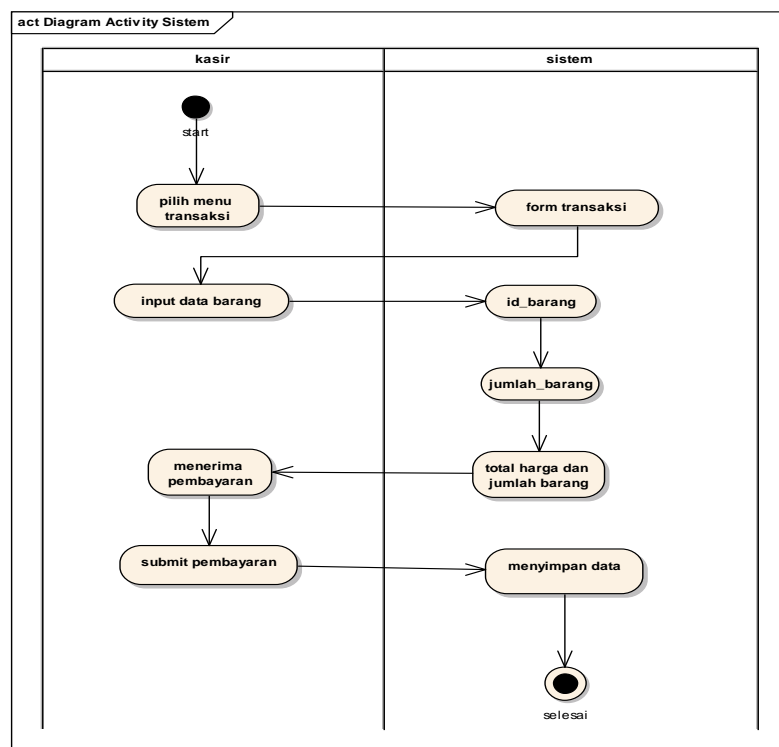 act Diagram Activity Sistem
kasir
sistem
start
pilih menu
transaksi
form transaksi
input data barang
id_barang
jumlah_barang
total harga dan
jumlah barang
menerima
pembayaran
submit pembayaran
menyimpan data
selesai